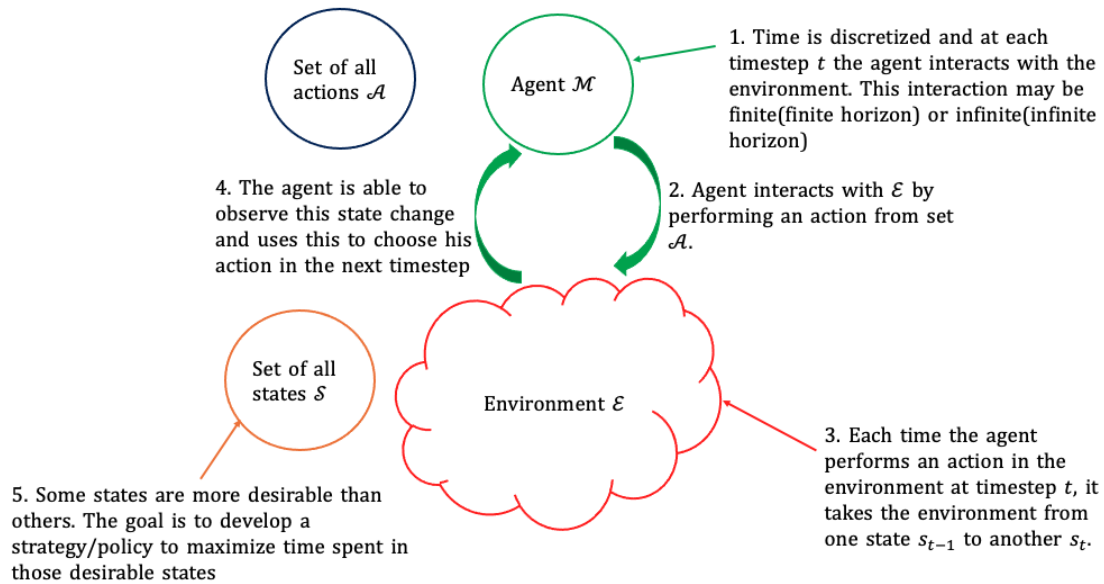 Set of all
actions 𝒜
Agent ℳ
1. Time is discretized and at each
timestep t the agent interacts with the
environment. This interaction may be
finite(finite horizon) or infinite(infinite
horizon)
4. The agent is able to
observe this state change
and uses this to choose his
action in the next timestep
2. Agent interacts with ℰ by
performing an action from set
𝒜.
Set of all
states 𝒮
Environment ℰ
3. Each time the agent
performs an action in the
environment at timestep t, it
takes the environment from
one state sₜ₋₁ to another sₜ.
5. Some states are more desirable than
others. The goal is to develop a
strategy/policy to maximize time spent in
those desirable states